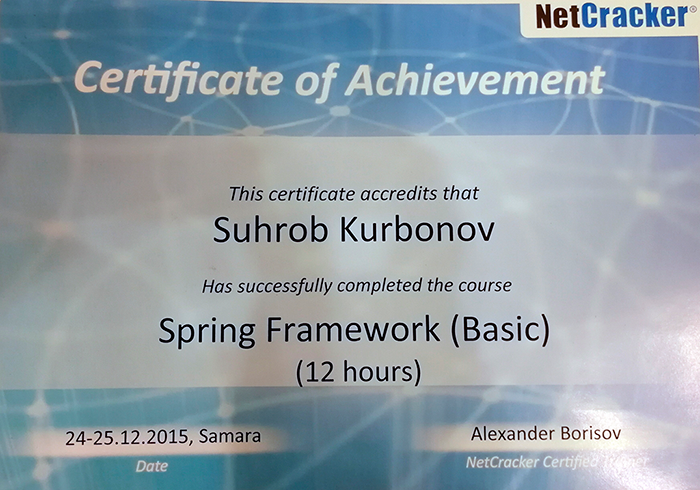 NetCracker®
Certificate of Achievement
This certificate accredits that
Suhrob Kurbonov
Has successfully completed the course
Spring Framework (Basic)
(12 hours)
24-25.12.2015, Samara
Alexander Borisov
Date
NetCracker Certified Trainer